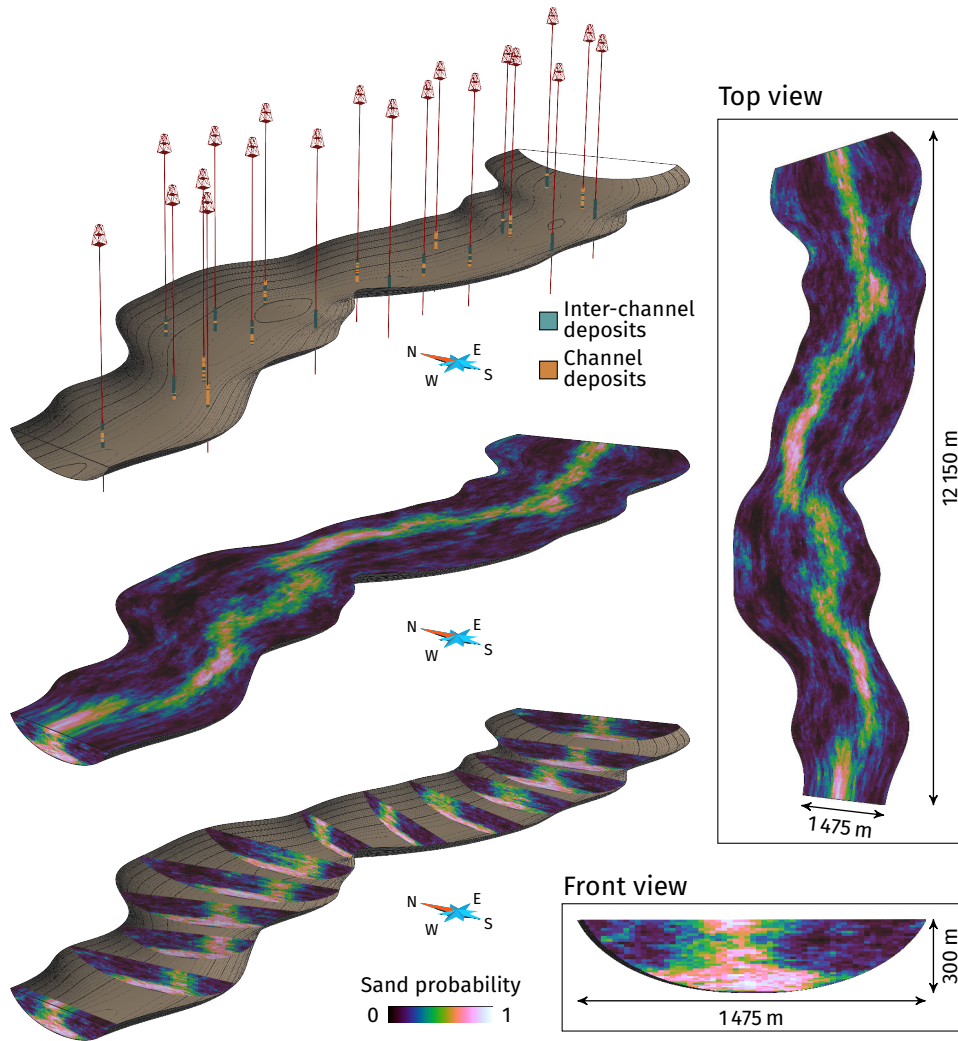 Top view
Inter-channel
deposits
Channel
deposits
N
E
W
S
12 150 m
1 475 m
N
E
W
S
N
E
W
S
Front view
300 m
1 475 m
Sand probability
0
1